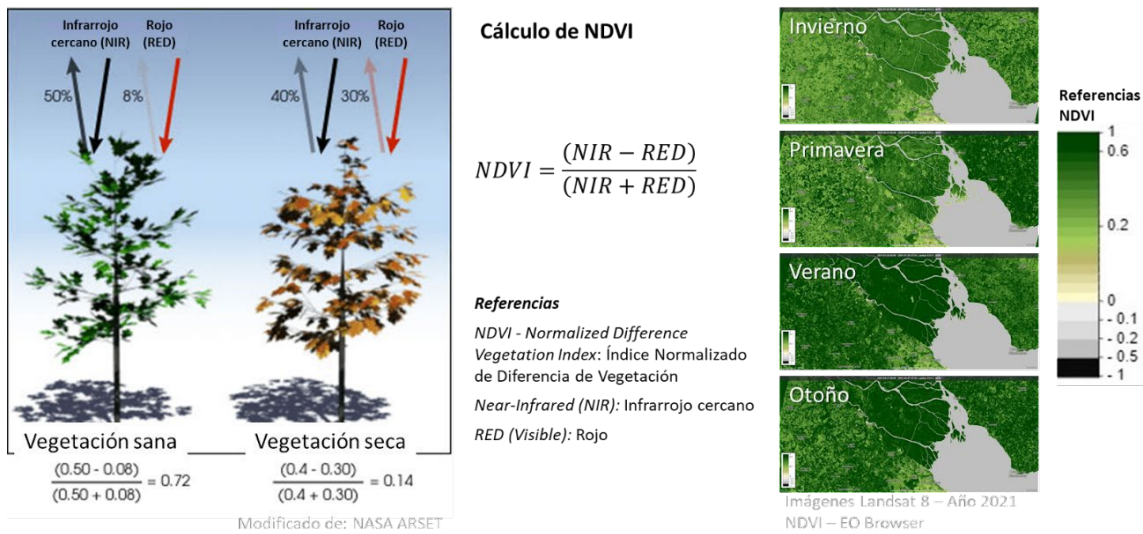 Infrarrojo
cercano (NIR)
Rojo
(RED)
50%
8%
Infrarrojo
cercano (NIR)
Rojo
(RED)
40%
30%
Vegetación sana
(0.50 - 0.08)
(0.50 + 0.08)
= 0.72
Vegetación seca
(0.4 - 0.30)
(0.4 + 0.30)
= 0.14
Modificado de: NASA ARSET
Cálculo de NDVI
NDVI = (NIR − RED)
(NIR + RED)
Referencias
NDVI - Normalized Difference
Vegetation Index: Índice Normalizado
de Diferencia de Vegetación
Near-Infrared (NIR): Infrarrojo cercano
RED (Visible): Rojo
Invierno
Primavera
Verano
Otoño
Imágenes Landsat 8 – Año 2021
NDVI – EO Browser
Referencias
NDVI
1
0.6
0.2
0
- 0.1
- 0.2
- 0.5
- 1